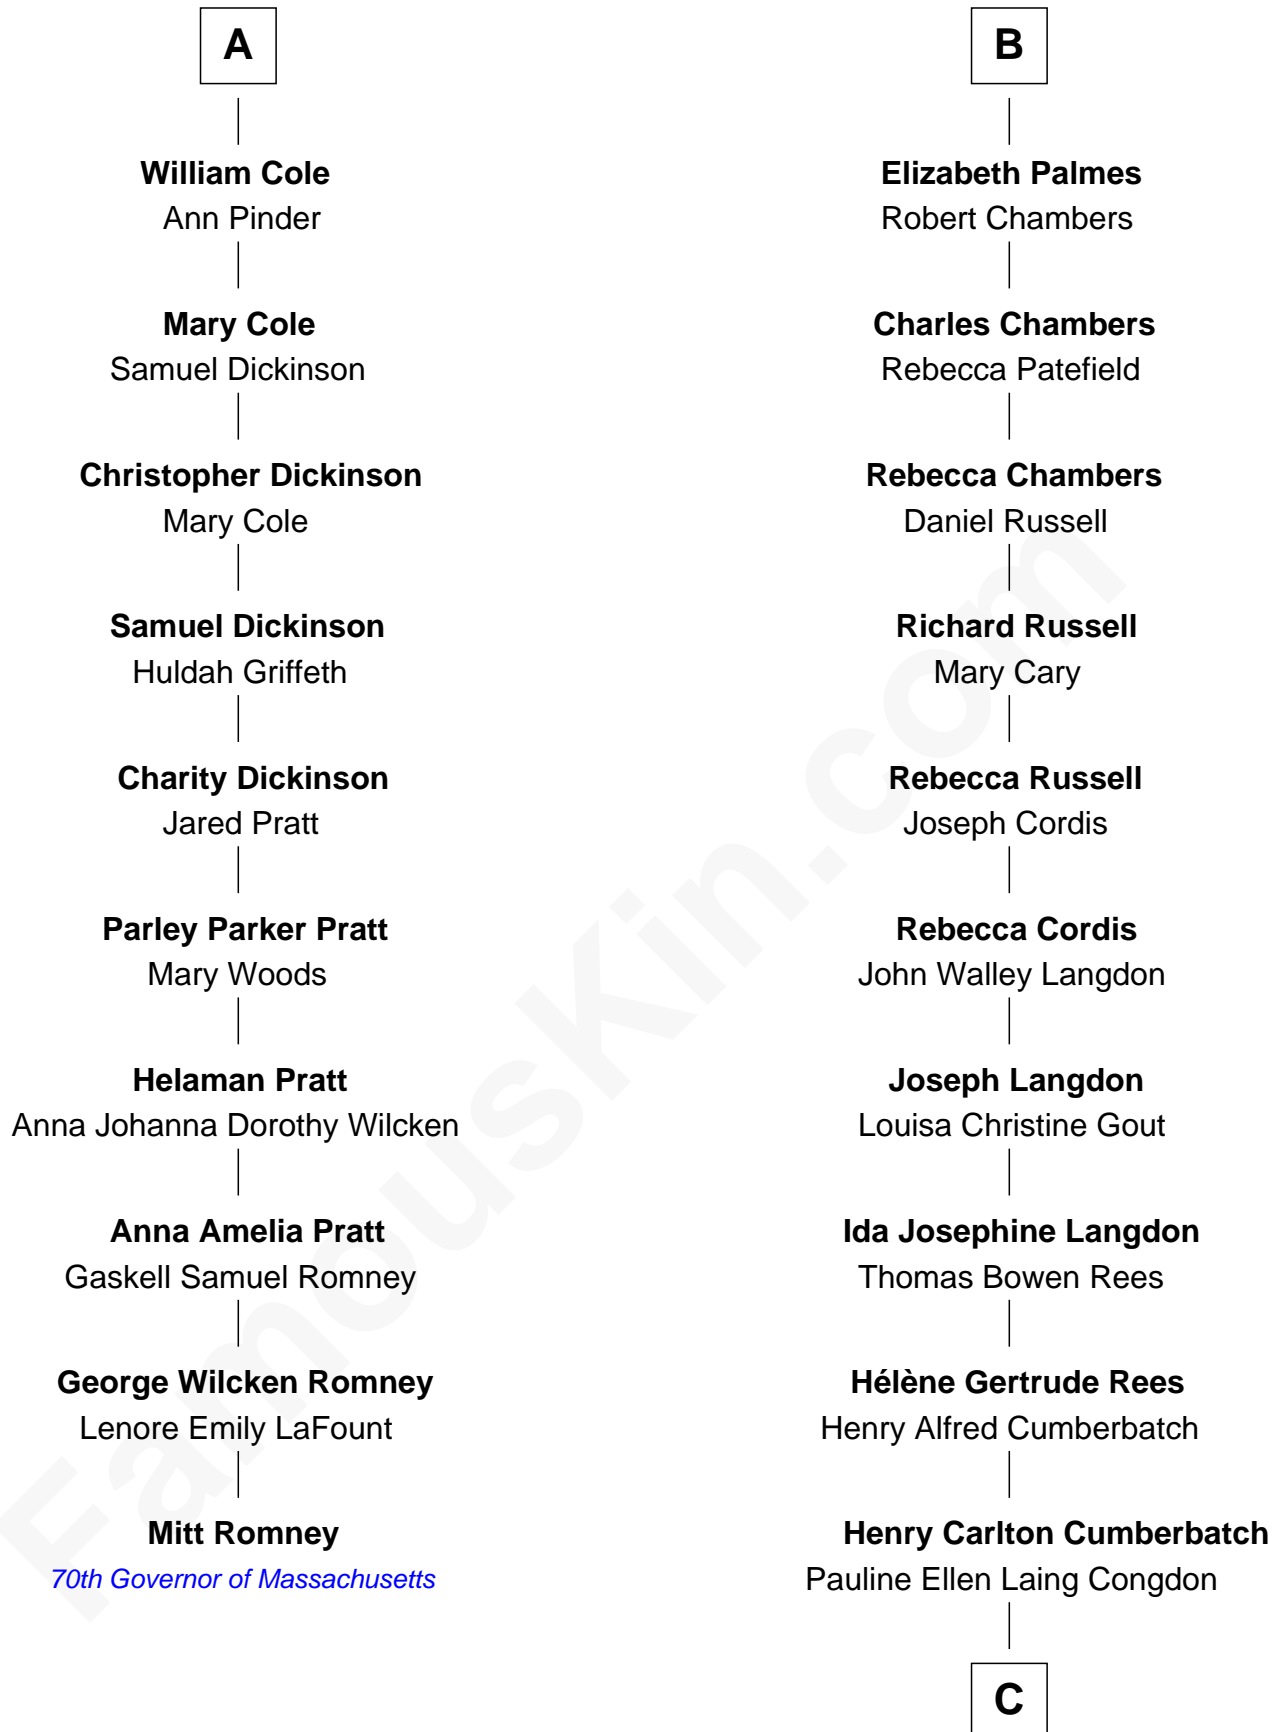 A
William Cole
Ann Pinder
Mary Cole
Samuel Dickinson
Christopher Dickinson
Mary Cole
Samuel Dickinson
Huldah Griffeth
Charity Dickinson
Jared Pratt
Parley Parker Pratt
Mary Woods
Helaman Pratt
Anna Johanna Dorothy Wilcken
Anna Amelia Pratt
Gaskell Samuel Romney
George Wilcken Romney
Lenore Emily LaFount
Mitt Romney
70th Governor of Massachusetts
B
Elizabeth Palmes
Robert Chambers
Charles Chambers
Rebecca Patefield
Rebecca Chambers
Daniel Russell
Richard Russell
Mary Cary
Rebecca Russell
Joseph Cordis
Rebecca Cordis
John Walley Langdon
Joseph Langdon
Louisa Christine Gout
Ida Josephine Langdon
Thomas Bowen Rees
Hélène Gertrude Rees
Henry Alfred Cumberbatch
Henry Carlton Cumberbatch
Pauline Ellen Laing Congdon
C
FamousKin.com